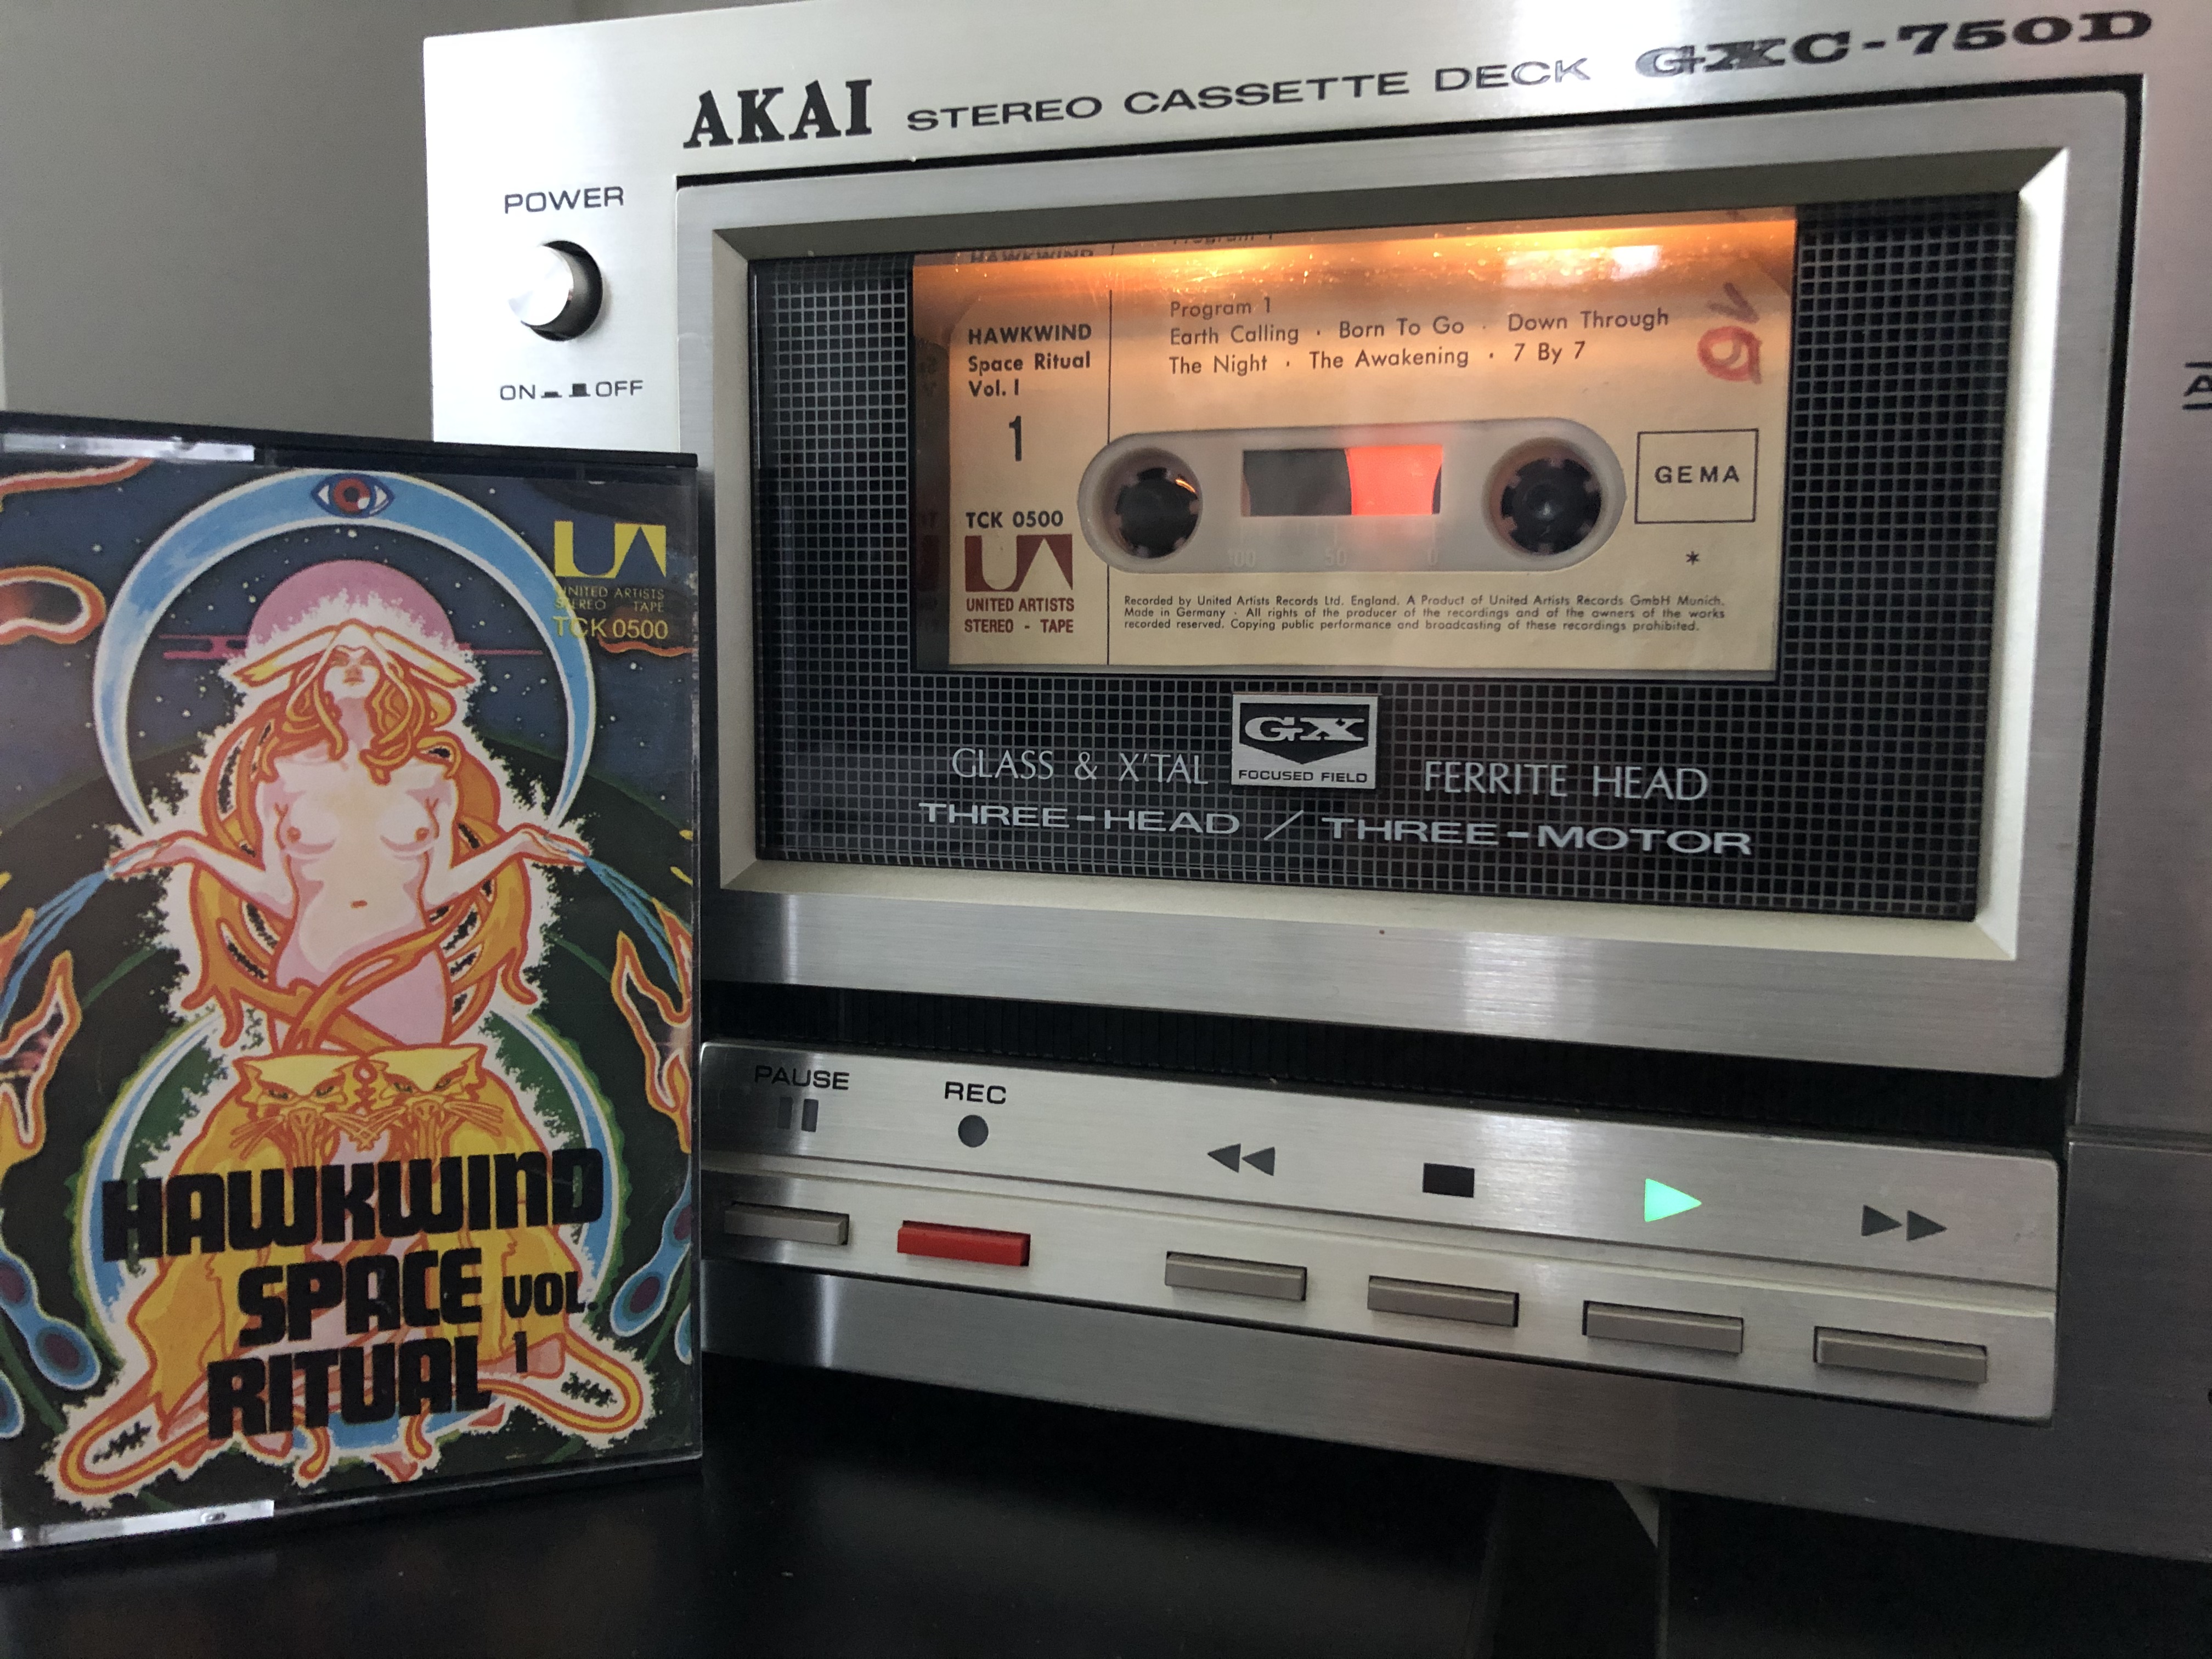 AKAI STEREO CASSETTE DECK GXC-750D
POWER
ON OFF
HAWKWIND
Space Ritual
Vol. I
1
TCK 0500
UA
UNITED ARTISTS
STEREO - TAPE
Program 1
Earth Calling · Born To Go · Down Through
The Night · The Awakening · 7 By 7
GEMA
*
100 50 0
Recorded by United Artists Records Ltd. England. A Product of United Artists Records GmbH Munich.
Made in Germany · All rights of the producer of the recordings and of the owners of the works
recorded reserved. Copying public performance and broadcasting of these recordings prohibited.
GX
FOCUSED FIELD
GLASS & X'TAL FERRITE HEAD
THREE-HEAD / THREE-MOTOR
PAUSE
REC
UA
UNITED ARTISTS
STEREO TAPE
TCK 0500
HAWKWIND
SPACE VOL.
RITUAL 1